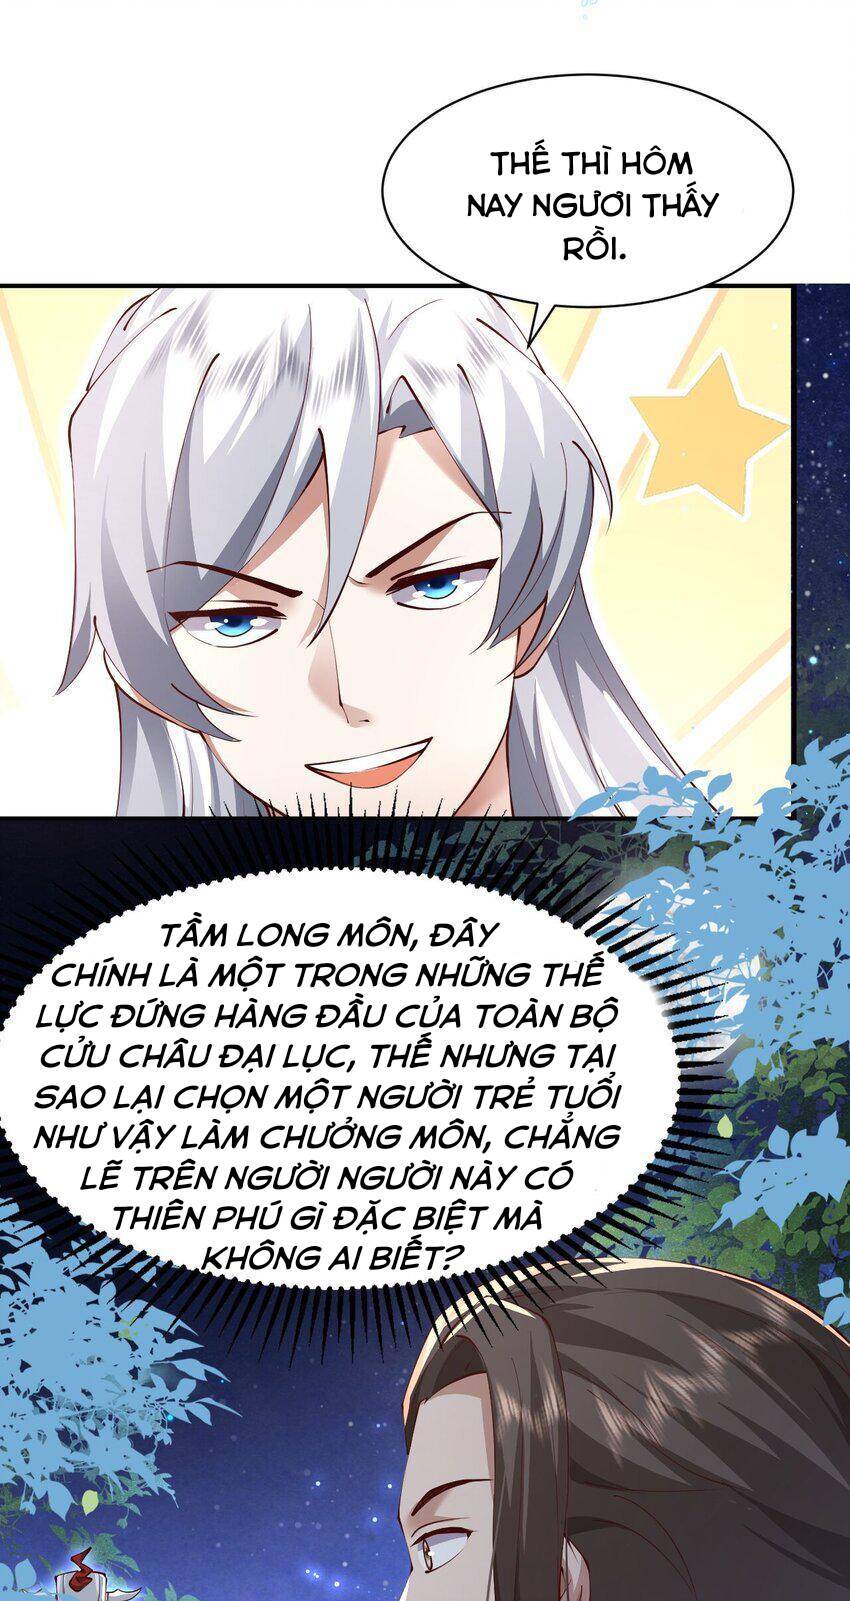 THẾ THÌ HÔM
NAY NGƯƠI THẤY
RỒI.
TẦM LONG MÔN, ĐÂY
CHÍNH LÀ MỘT TRONG NHỮNG THẾ
LỰC ĐỨNG HÀNG ĐẦU CỦA TOÀN BỘ
CỬU CHÂU ĐẠI LỤC, THẾ NHƯNG TẠI
SAO LẠI CHỌN MỘT NGƯỜI TRẺ TUỔI
NHƯ VẬY LÀM CHƯỞNG MÔN, CHẲNG
LẼ TRÊN NGƯỜI NGƯỜI NÀY CÓ
THIÊN PHÚ GÌ ĐẶC BIỆT MÀ
KHÔNG AI BIẾT?